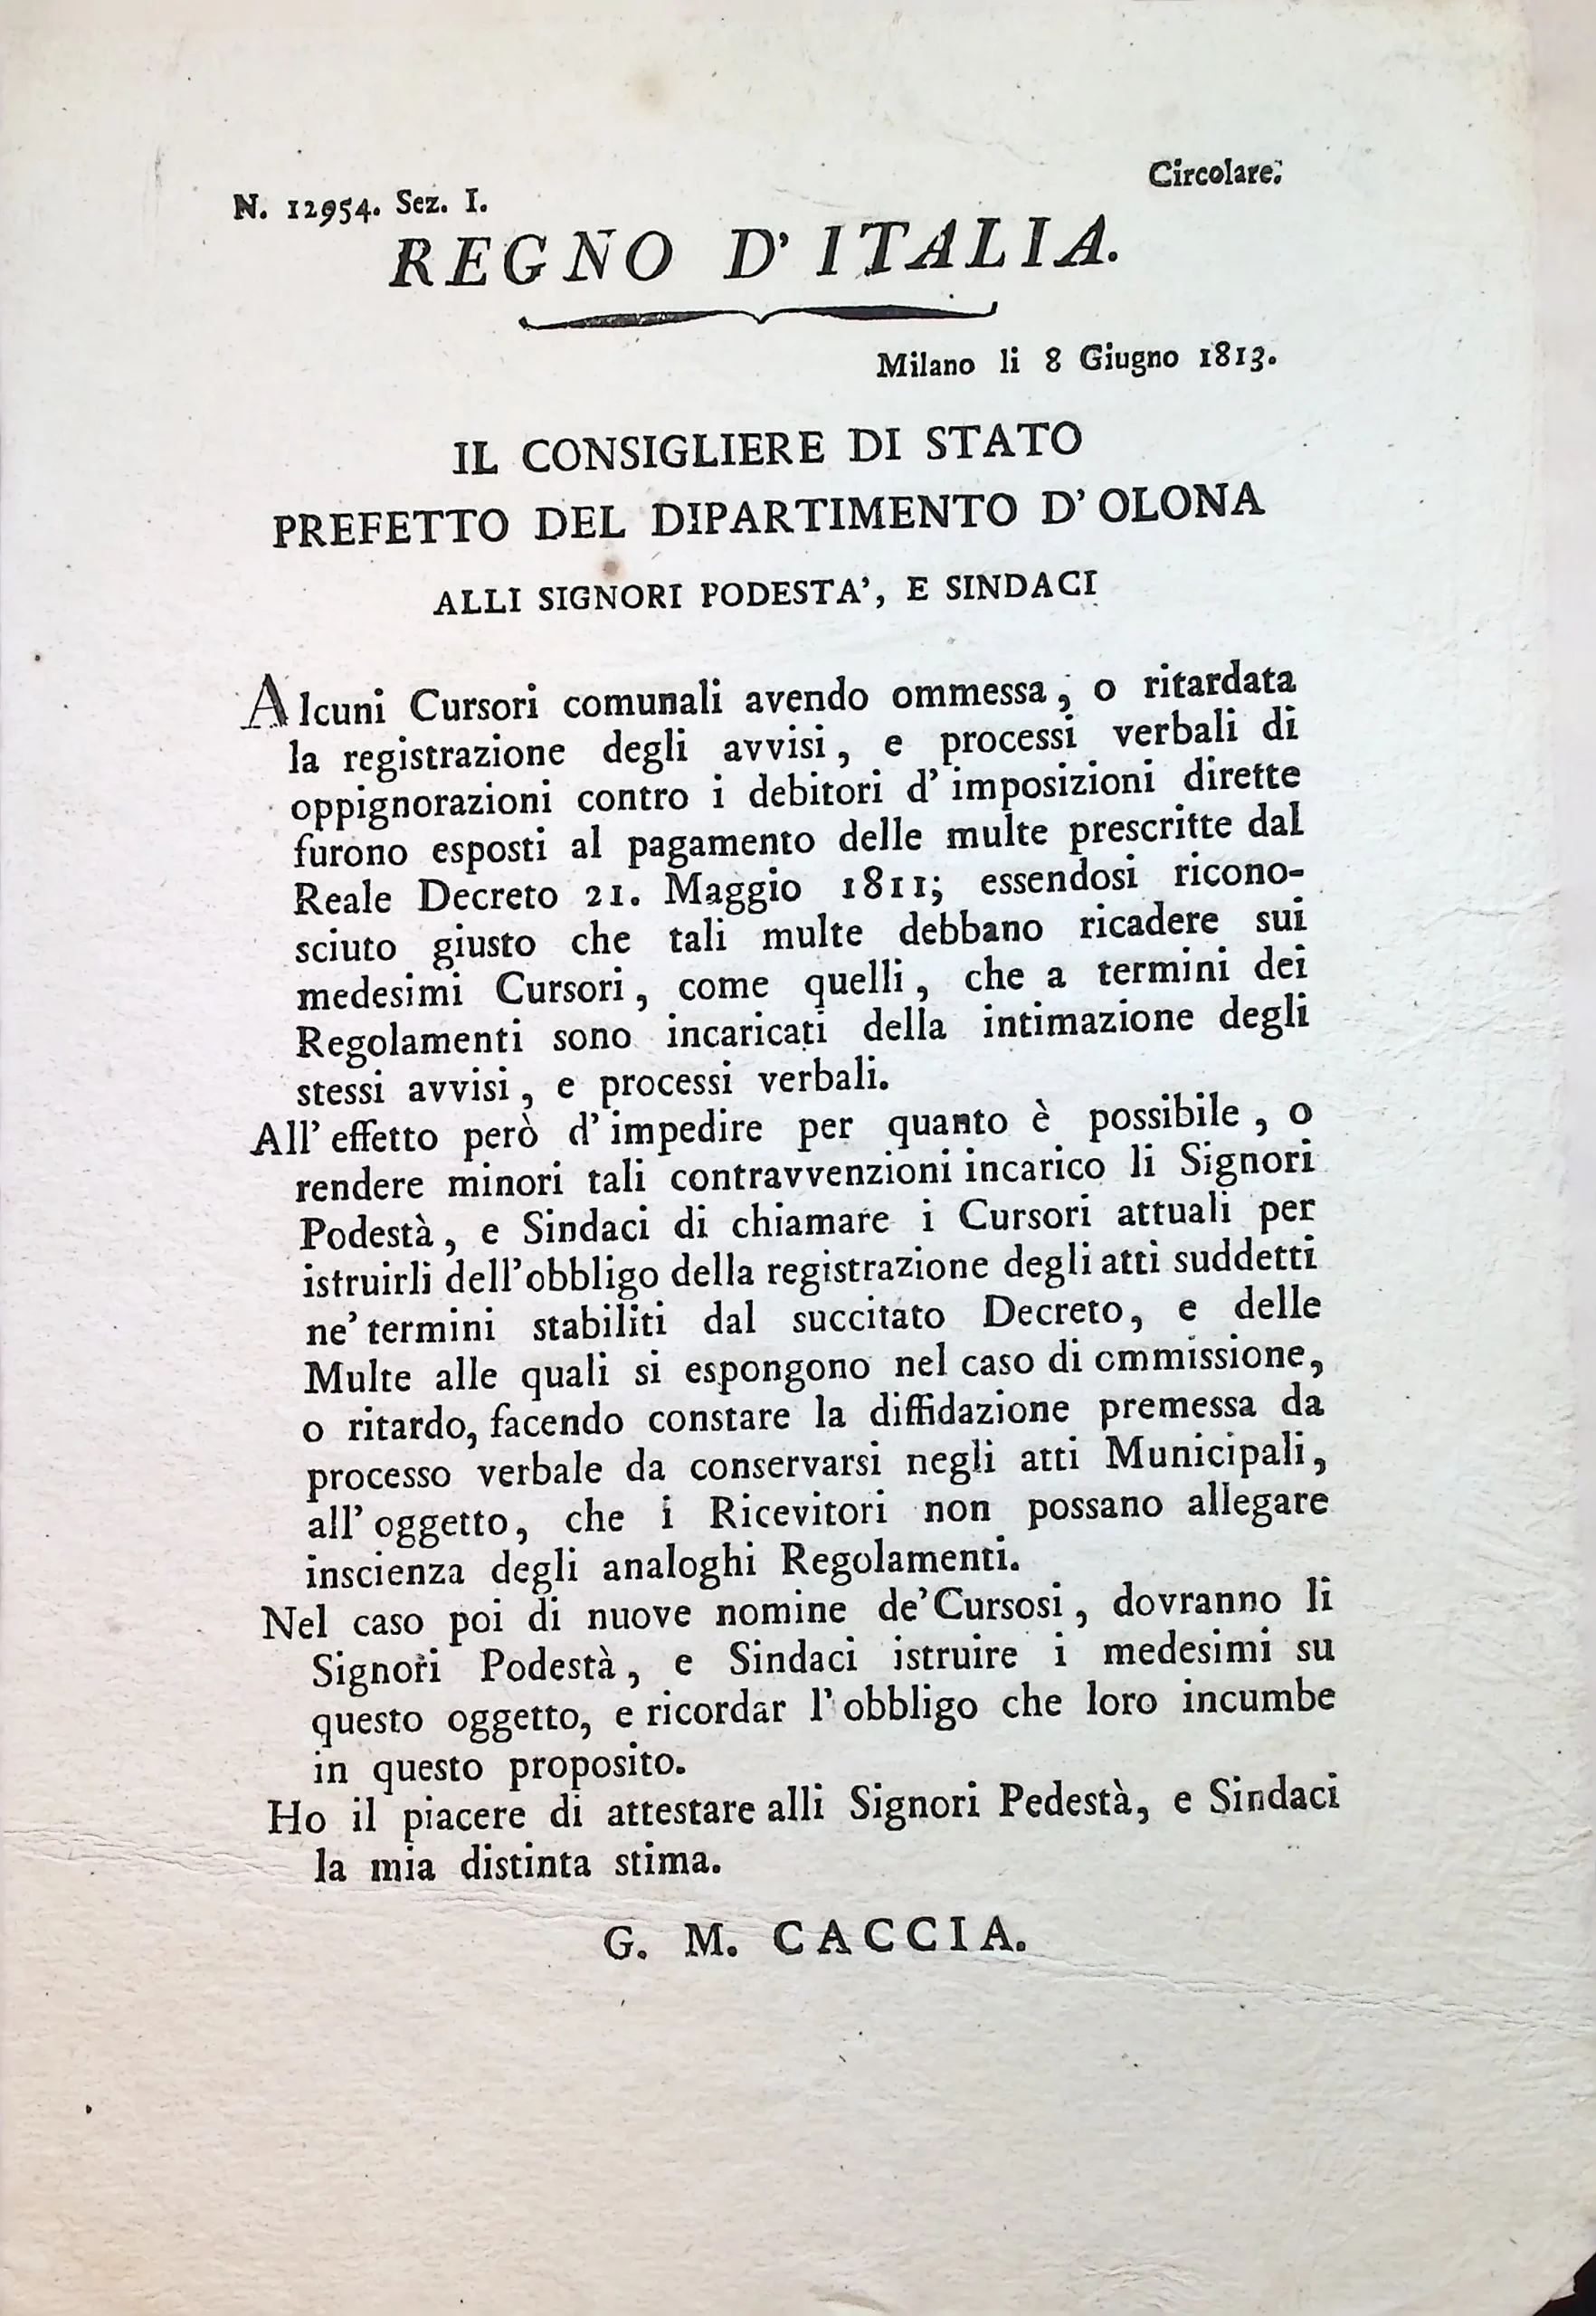 Circolare.
N. 12954. Sez. I.
REGNO D' ITALIA.
Milano li 8 Giugno 1813.
IL CONSIGLIERE DI STATO
PREFETTO DEL DIPARTIMENTO D' OLONA
ALLI SIGNORI PODESTA', E SINDACI
Alcuni Cursori comunali avendo ommessa, o ritardata
la registrazione degli avvisi, e processi verbali di
oppignorazioni contro i debitori d' imposizioni dirette
furono esposti al pagamento delle multe prescritte dal
Reale Decreto 21. Maggio 1811; essendosi ricono-
sciuto giusto che tali multe debbano ricadere sui
medesimi Cursori, come quelli, che a termini dei
Regolamenti sono incaricati della intimazione degli
stessi avvisi, e processi verbali.
All' effetto però d' impedire per quanto è possibile, o
rendere minori tali contravvenzioni incarico li Signori
Podestà, e Sindaci di chiamare i Cursori attuali per
istruirli dell' obbligo della registrazione degli atti suddetti
ne' termini stabiliti dal succitato Decreto, e delle
Multe alle quali si espongono nel caso di ommissione,
o ritardo, facendo constare la diffidazione premessa da
processo verbale da conservarsi negli atti Municipali,
all' oggetto, che i Ricevitori non possano allegare
inscienza degli analoghi Regolamenti.
Nel caso poi di nuove nomine de' Cursosi, dovranno li
Signori Podestà, e Sindaci istruire i medesimi su
questo oggetto, e ricordar l' obbligo che loro incumbe
in questo proposito.
Ho il piacere di attestare alli Signori Pedestà, e Sindaci
la mia distinta stima.
G. M. CACCIA.